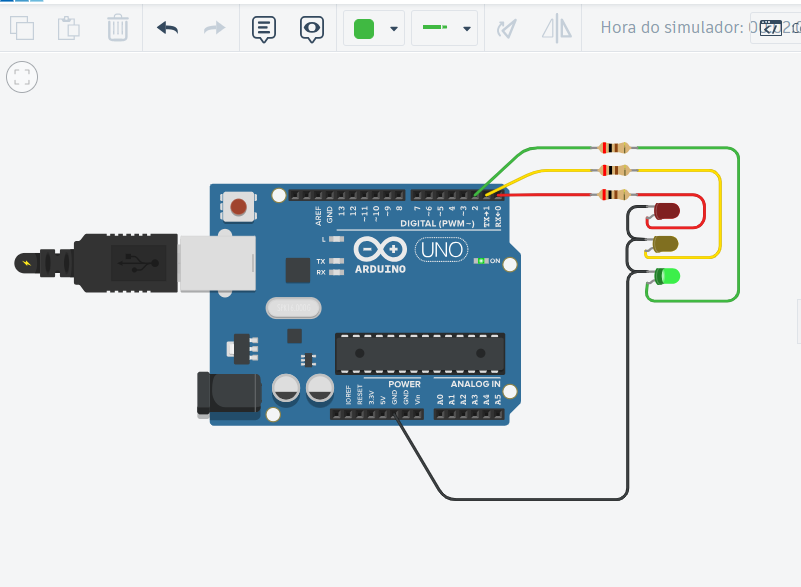 Hora do simulador:
AREF
GND
13
12
~11
~10
~9
8
7
~6
~5
4
~3
2
TX→1
RX←0
DIGITAL (PWM~)
L
TX
RX
ARDUINO
UNO
ON
POWER
ANALOG IN
IOREF
RESET
3.3V
5V
GND
GND
Vin
A0
A1
A2
A3
A4
A5